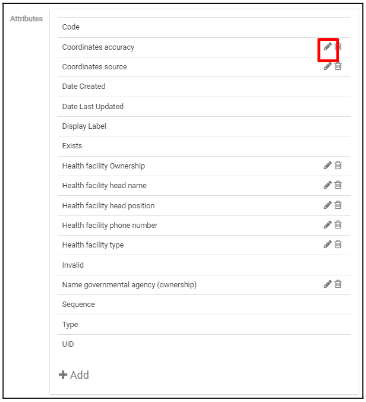 Attributes
Code
Coordinates accuracy
Coordinates source
Date Created
Date Last Updated
Display Label
Exists
Health facility Ownership
Health facility head name
Health facility head position
Health facility phone number
Health facility type
Invalid
Name governmental agency (ownership)
Sequence
Type
UID
Add